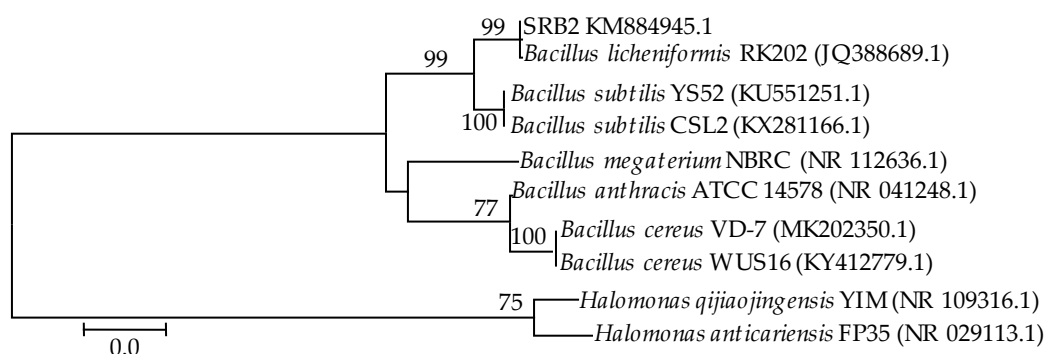 99 SRB2 KM884945.1
99 Bacillus licheniformis RK202 (JQ388689.1)
Bacillus subtilis YS52 (KU551251.1)
100 Bacillus subtilis CSL2 (KX281166.1)
Bacillus megaterium NBRC (NR 112636.1)
Bacillus anthracis ATCC 14578 (NR 041248.1)
77
100 Bacillus cereus VD-7 (MK202350.1)
Bacillus cereus WUS16 (KY412779.1)
75 Halomonas qijiaojingensis YIM (NR 109316.1)
Halomonas anticariensis FP35 (NR 029113.1)
0.0